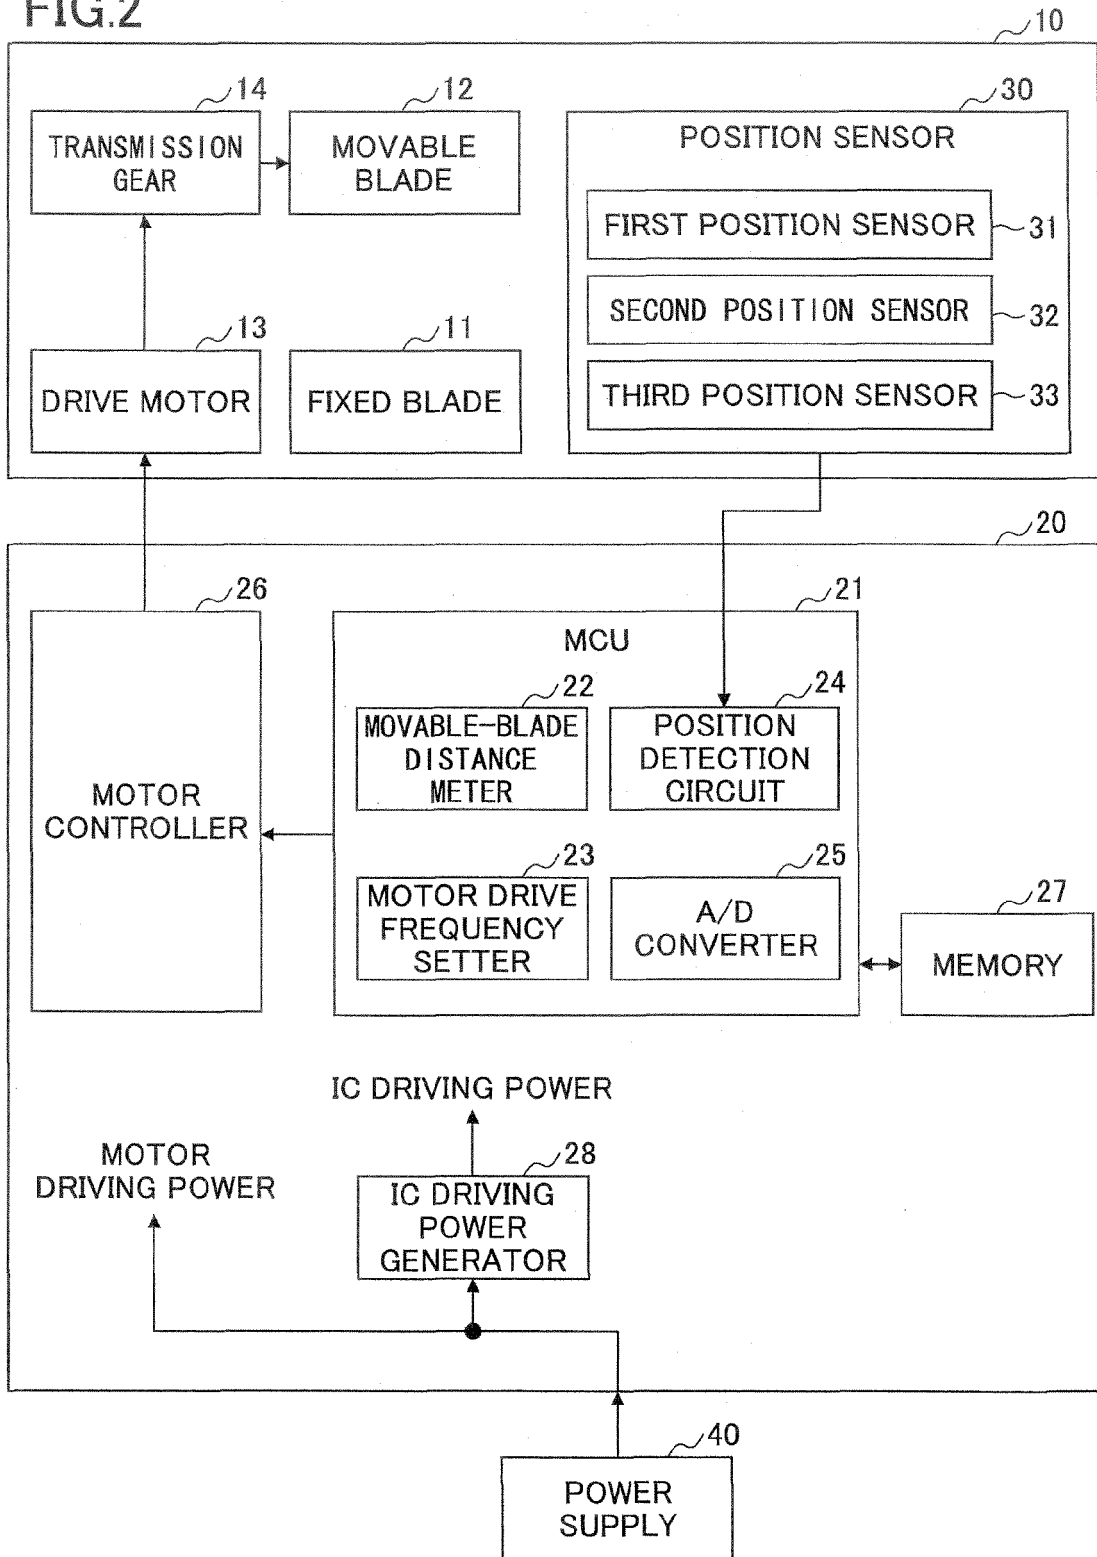 FIG.2
10
14
TRANSMISSION
GEAR
12
MOVABLE
BLADE
30
POSITION SENSOR
FIRST POSITION SENSOR
31
SECOND POSITION SENSOR
32
THIRD POSITION SENSOR
33
13
DRIVE MOTOR
11
FIXED BLADE
20
26
MOTOR
CONTROLLER
21
MCU
22
MOVABLE-BLADE
DISTANCE
METER
24
POSITION
DETECTION
CIRCUIT
23
MOTOR DRIVE
FREQUENCY
SETTER
25
A/D
CONVERTER
27
MEMORY
IC DRIVING POWER
MOTOR
DRIVING POWER
28
IC DRIVING
POWER
GENERATOR
40
POWER
SUPPLY